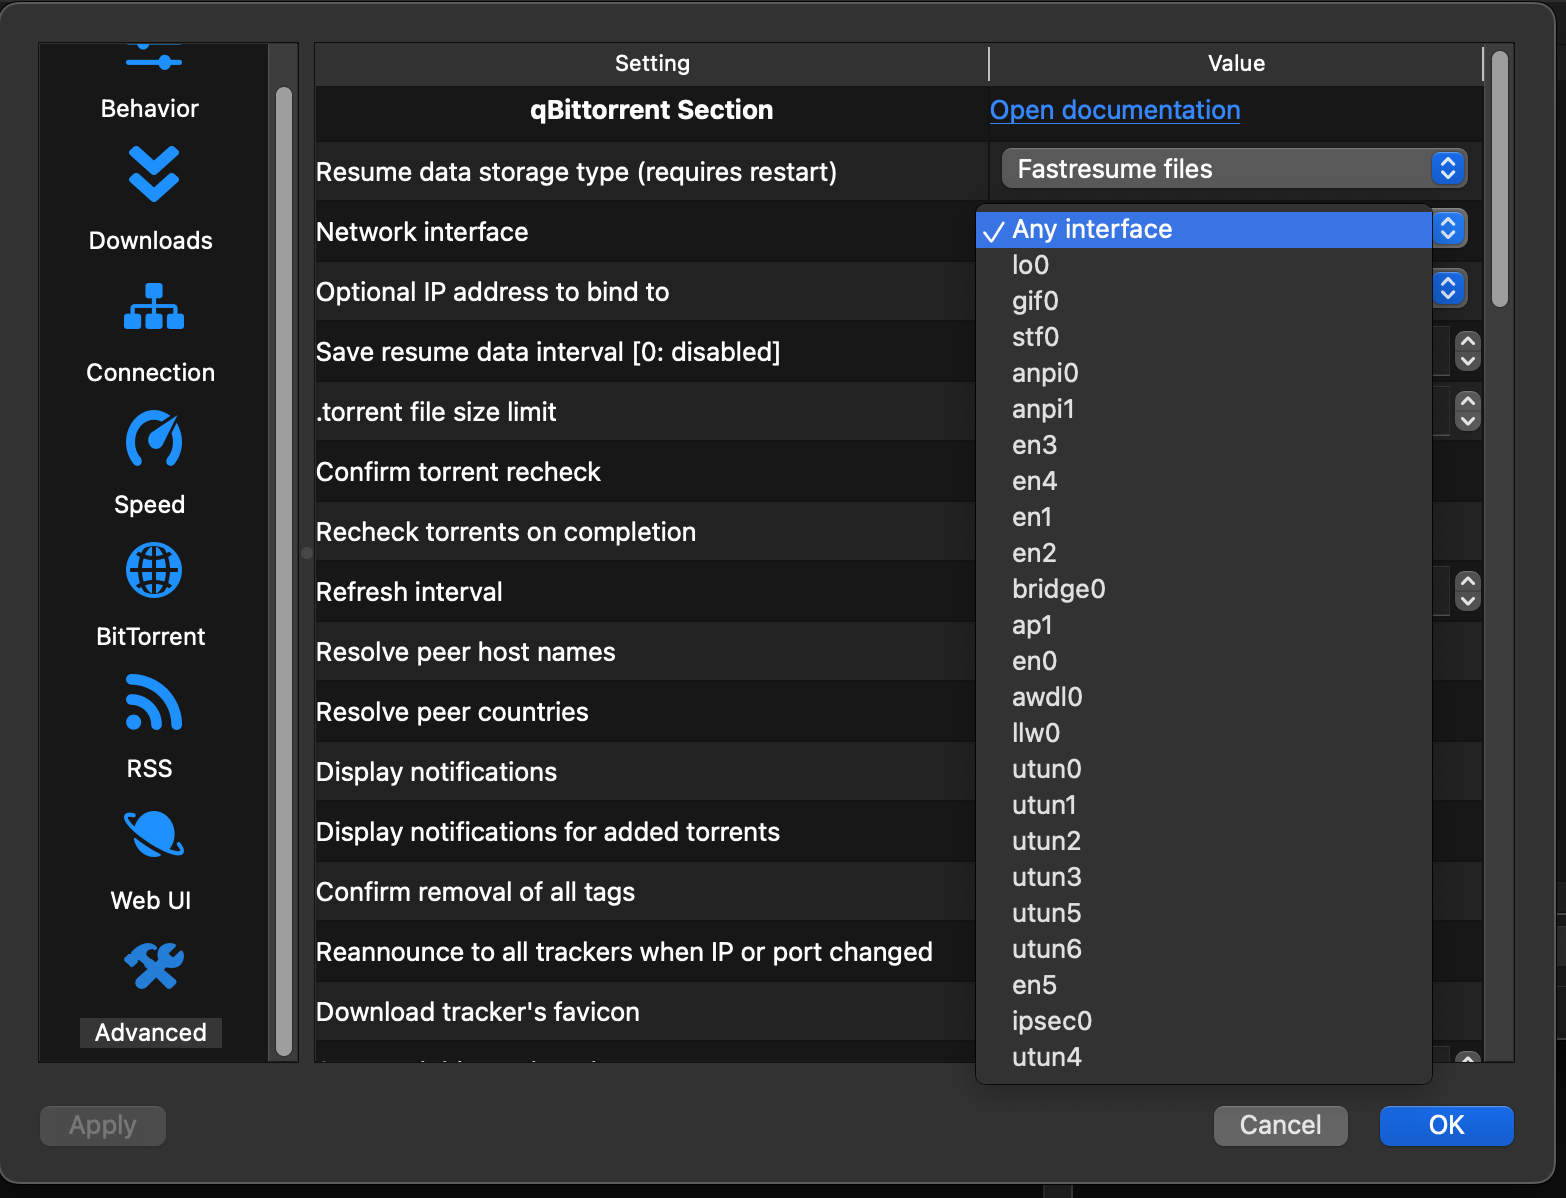 Behavior
Downloads
Connection
Speed
BitTorrent
RSS
Web UI
Advanced
Setting Value
qBittorrent Section Open documentation
Resume data storage type (requires restart) Fastresume files
Network interface
Optional IP address to bind to
Save resume data interval [0: disabled]
.torrent file size limit
Confirm torrent recheck
Recheck torrents on completion
Refresh interval
Resolve peer host names
Resolve peer countries
Display notifications
Display notifications for added torrents
Confirm removal of all tags
Reannounce to all trackers when IP or port changed
Download tracker's favicon
Any interface
lo0
gif0
stf0
anpi0
anpi1
en3
en4
en1
en2
bridge0
ap1
en0
awdl0
llw0
utun0
utun1
utun2
utun3
utun5
utun6
en5
ipsec0
utun4
Apply
Cancel
OK